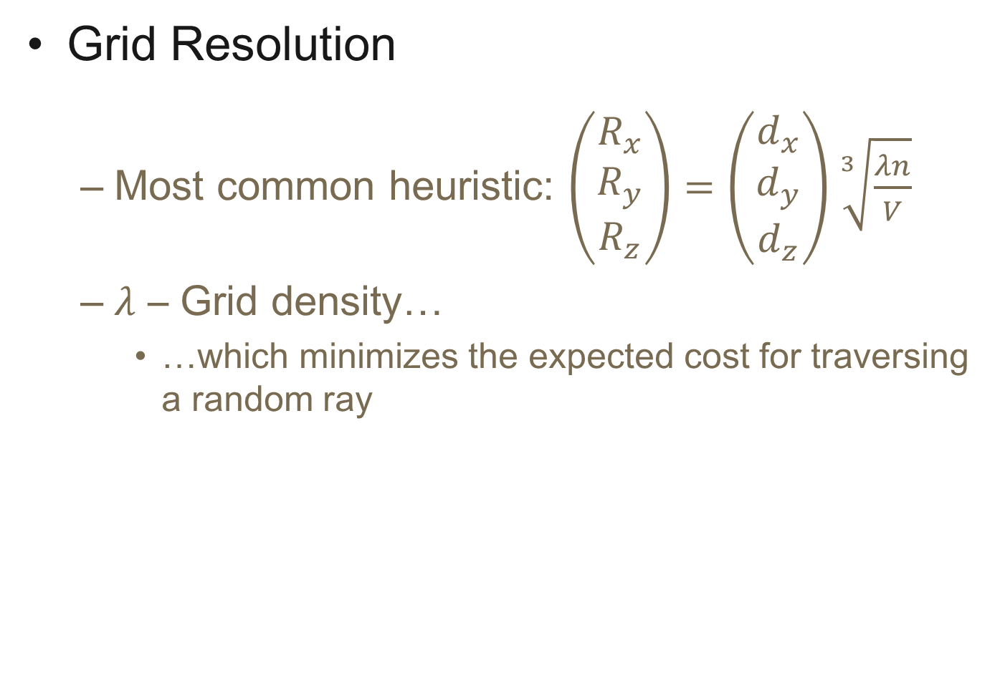 • Grid Resolution
– Most common heuristic: $\begin{pmatrix} R_x \\ R_y \\ R_z \end{pmatrix} = \begin{pmatrix} d_x \\ d_y \\ d_z \end{pmatrix} \sqrt[3]{\frac{\lambda n}{V}}$
– λ – Grid density…
• …which minimizes the expected cost for traversing
a random ray